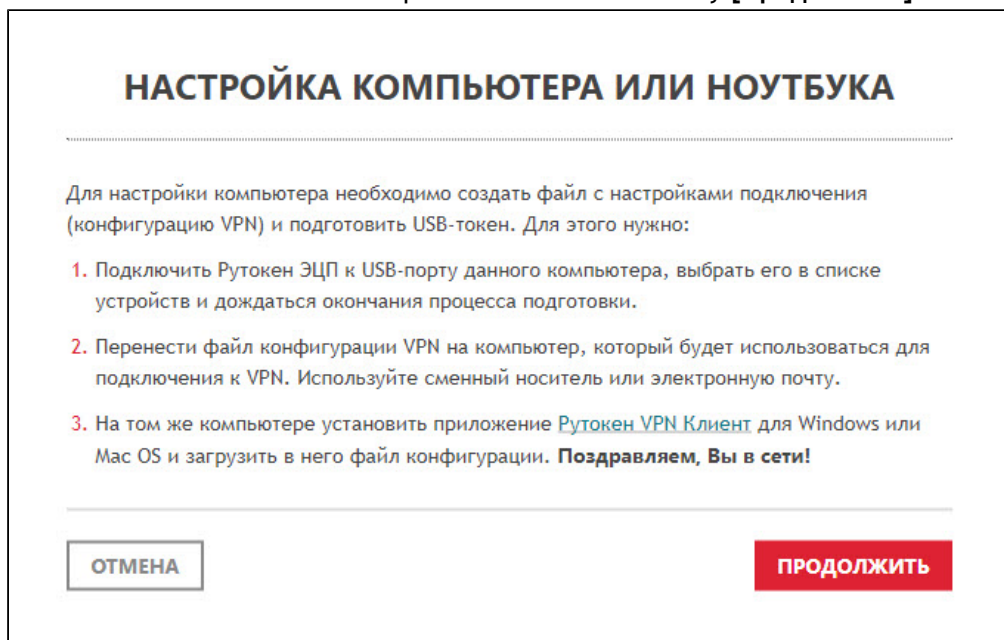 НАСТРОЙКА КОМПЬЮТЕРА ИЛИ НОУТБУКА
Для настройки компьютера необходимо создать файл с настройками подключения
(конфигурацию VPN) и подготовить USB-токен. Для этого нужно:
1. Подключить Рутокен ЭЦП к USB-порту данного компьютера, выбрать его в списке
устройств и дождаться окончания процесса подготовки.
2. Перенести файл конфигурации VPN на компьютер, который будет использоваться для
подключения к VPN. Используйте сменный носитель или электронную почту.
3. На том же компьютере установить приложение Рутокен VPN Клиент для Windows или
Mac OS и загрузить в него файл конфигурации. Поздравляем, Вы в сети!
ОТМЕНА
ПРОДОЛЖИТЬ